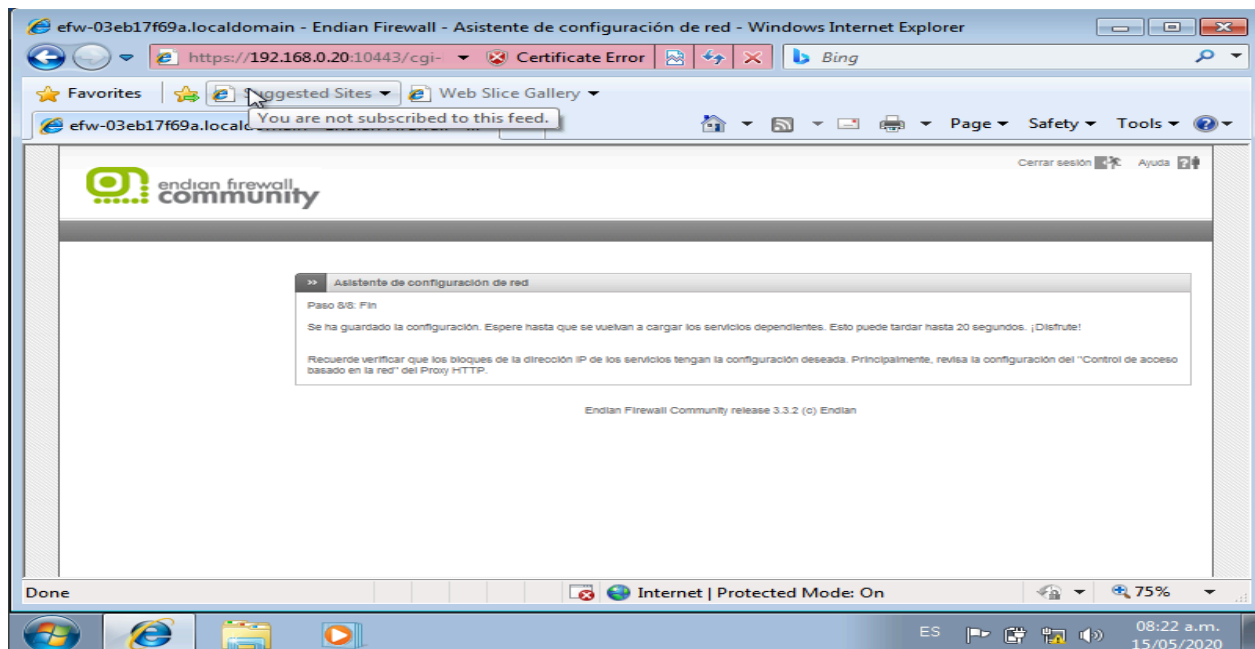 efw-03eb17f69a.localdomain - Endian Firewall - Asistente de configuración de red - Windows Internet Explorer
https://192.168.0.20:10443/cgi- Certificate Error Bing
Favorites Suggested Sites Web Slice Gallery
You are not subscribed to this feed.
efw-03eb17f69a.local Page Safety Tools
Cerrar sesión Ayuda
endian firewall
community
Asistente de configuración de red
Paso 8/8: Fin
Se ha guardado la configuración. Espere hasta que se vuelvan a cargar los servicios dependientes. Esto puede tardar hasta 20 segundos. ¡Disfrute!
Recuerde verificar que los bloques de la dirección IP de los servicios tengan la configuración deseada. Principalmente, revisa la configuración del "Control de acceso
basado en la red" del Proxy HTTP.
Endian Firewall Community release 3.3.2 (c) Endian
Done Internet | Protected Mode: On 75%
ES 08:22 a.m.
15/05/2020